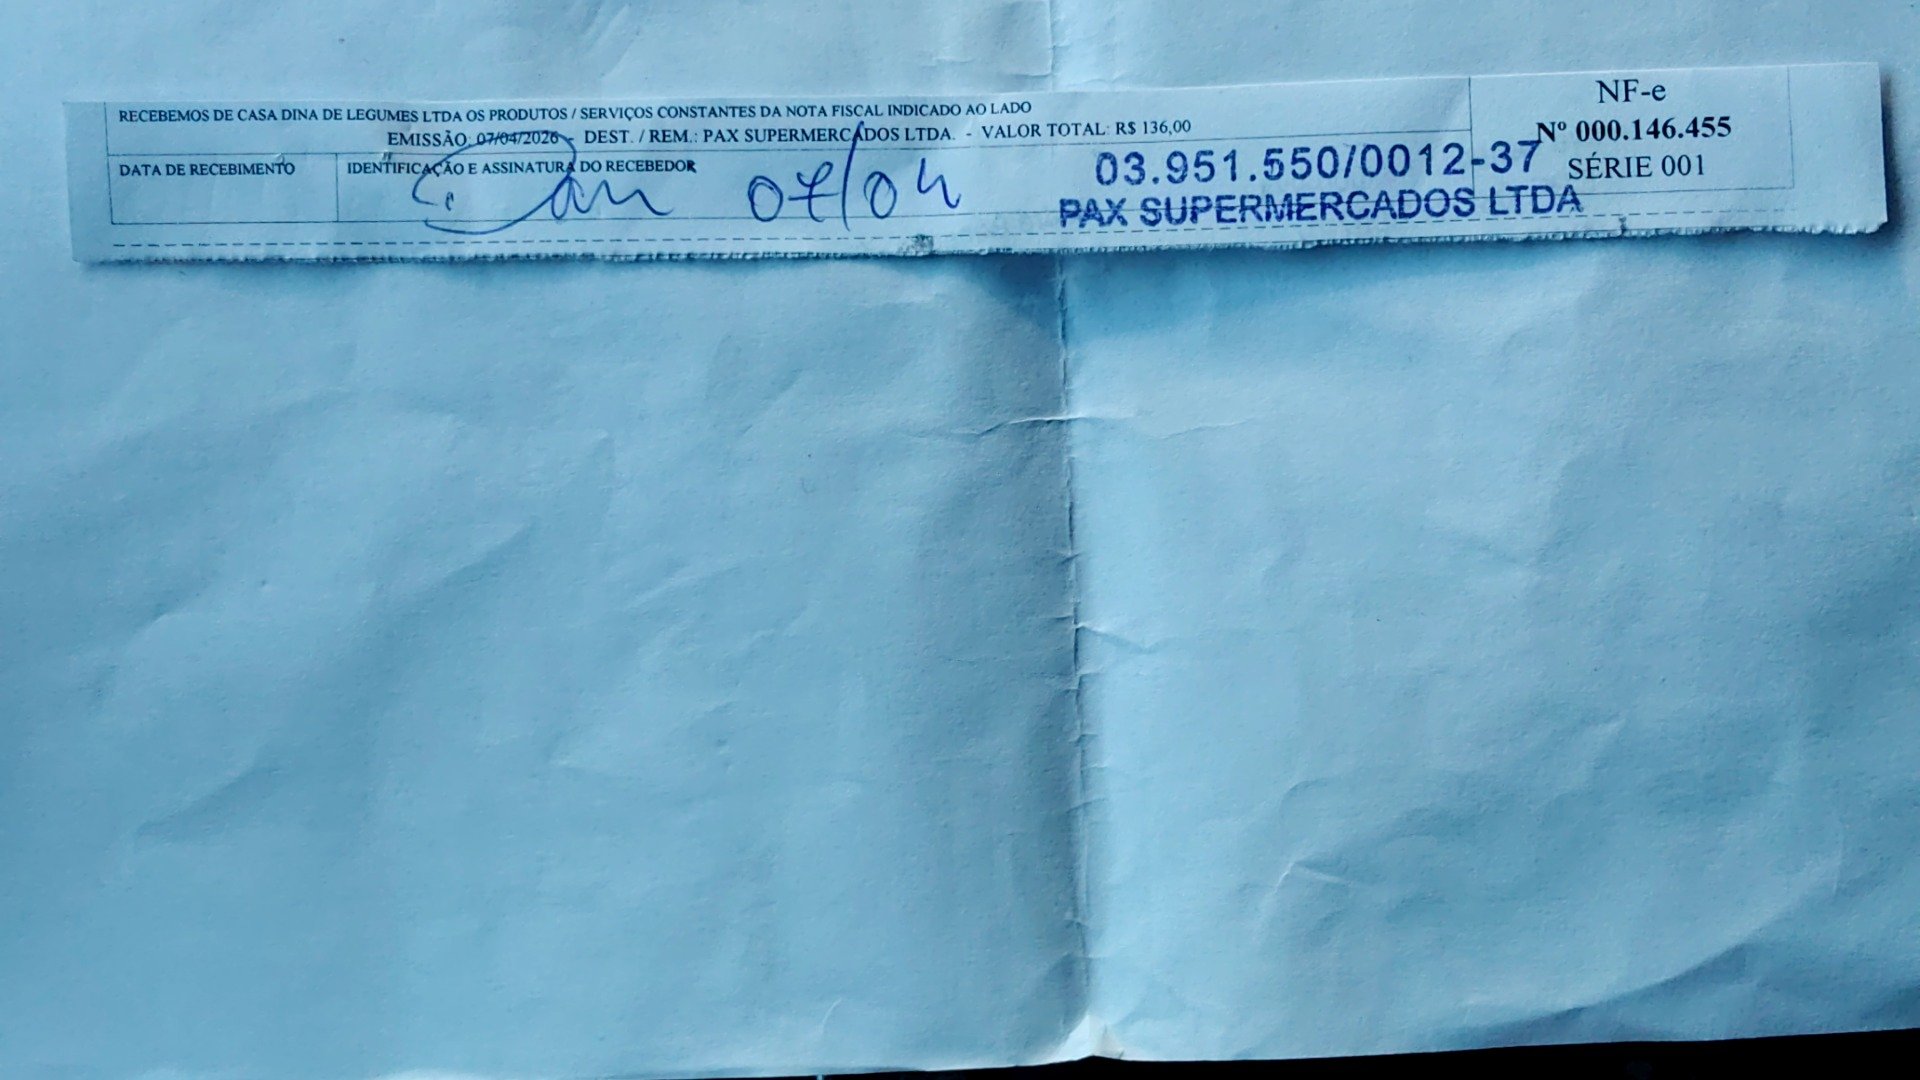 RECEBEMOS DE CASA DINA DE LEGUMES LTDA OS PRODUTOS / SERVIÇOS CONSTANTES DA NOTA FISCAL INDICADO AO LADO
EMISSÃO: 07/04/2026 - DEST. / REM.: PAX SUPERMERCADOS LTDA. - VALOR TOTAL: R$ 136,00
NF-e
Nº 000.146.455
SÉRIE 001
DATA DE RECEBIMENTO
IDENTIFICAÇÃO E ASSINATURA DO RECEBEDOR
07/04
03.951.550/0012-37
PAX SUPERMERCADOS LTDA